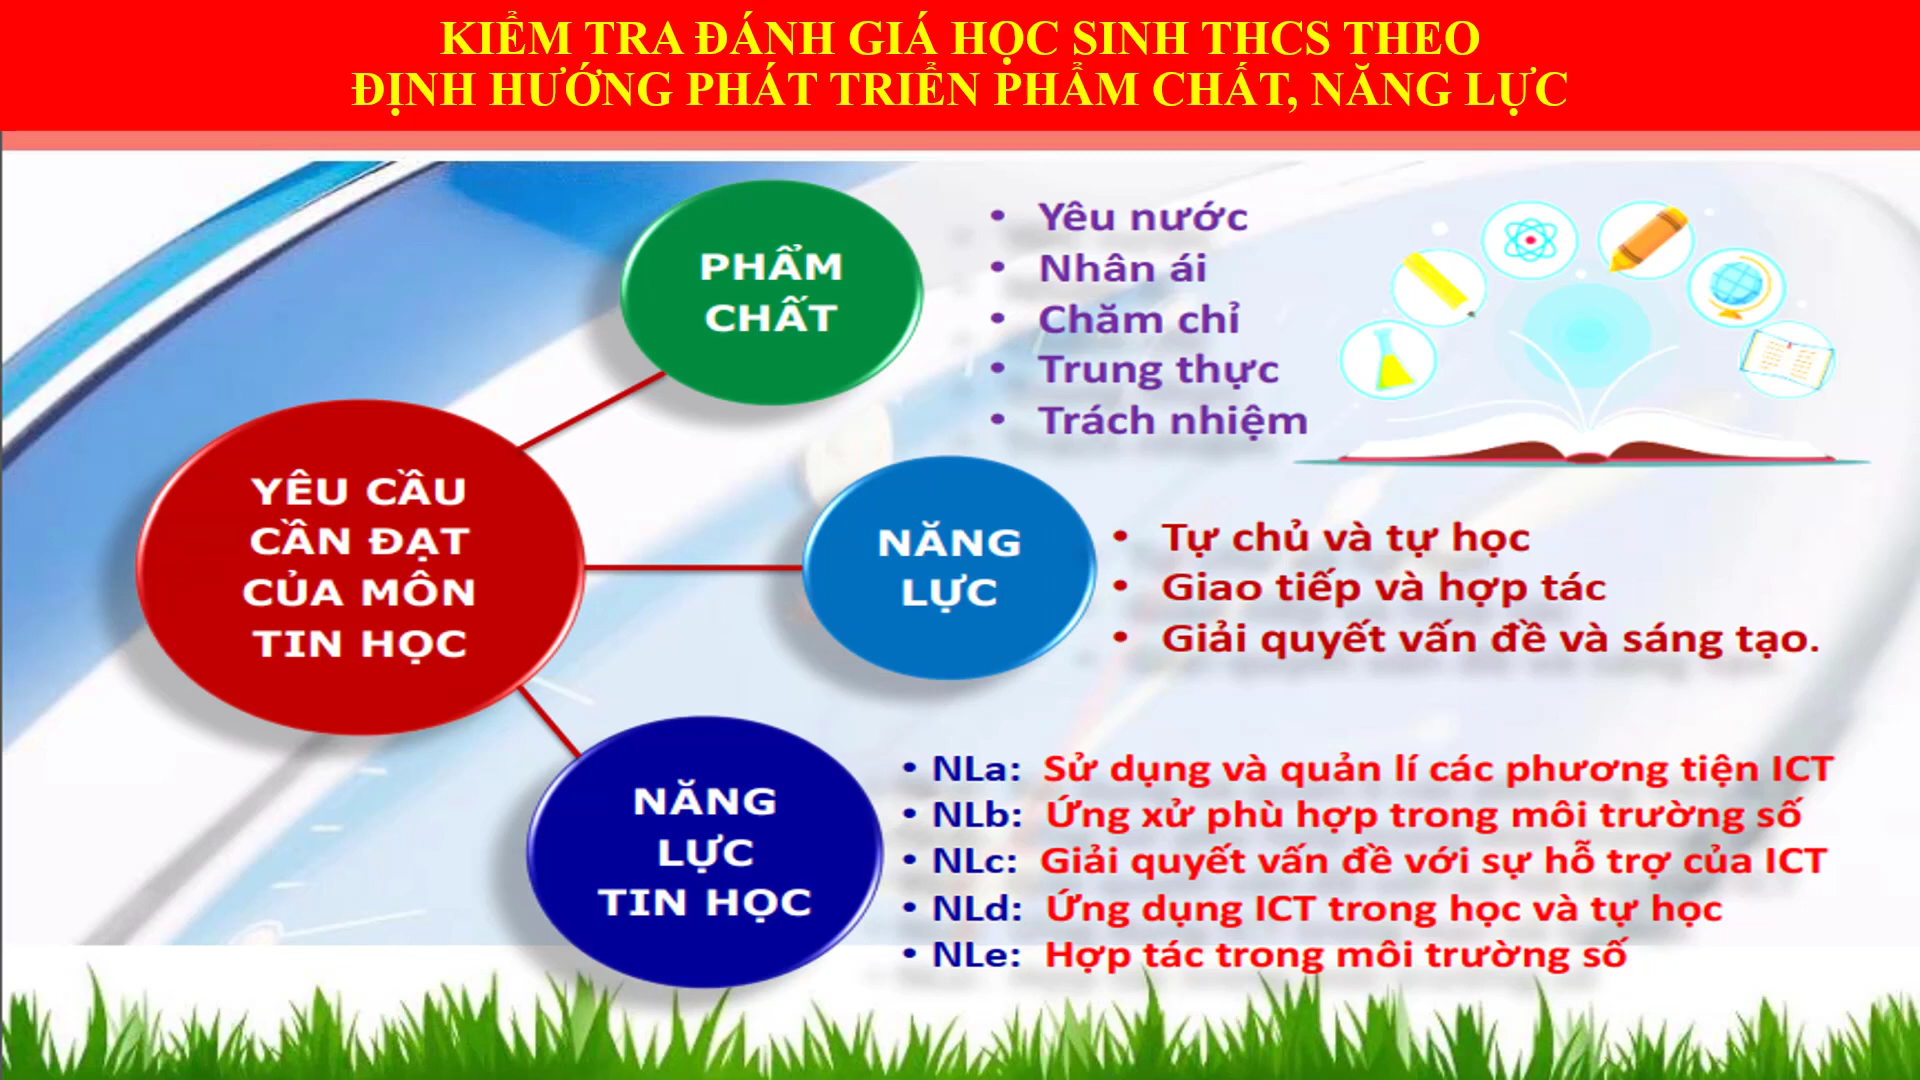 KIỂM TRA ĐÁNH GIÁ HỌC SINH THCS THEO
ĐỊNH HƯỚNG PHÁT TRIỂN PHẨM CHẤT, NĂNG LỰC
YÊU CẦU
CẦN ĐẠT
CỦA MÔN
TIN HỌC
PHẨM
CHẤT
• Yêu nước
• Nhân ái
• Chăm chỉ
• Trung thực
• Trách nhiệm
NĂNG
LỰC
• Tự chủ và tự học
• Giao tiếp và hợp tác
• Giải quyết vấn đề và sáng tạo.
NĂNG
LỰC
TIN HỌC
• NLa: Sử dụng và quản lí các phương tiện ICT
• NLb: Ứng xử phù hợp trong môi trường số
• NLc: Giải quyết vấn đề với sự hỗ trợ của ICT
• NLd: Ứng dụng ICT trong học và tự học
• NLe: Hợp tác trong môi trường số